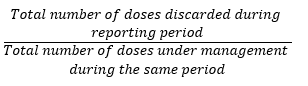 Total number of doses discarded during
reporting period
Total number of doses under management
during the same period